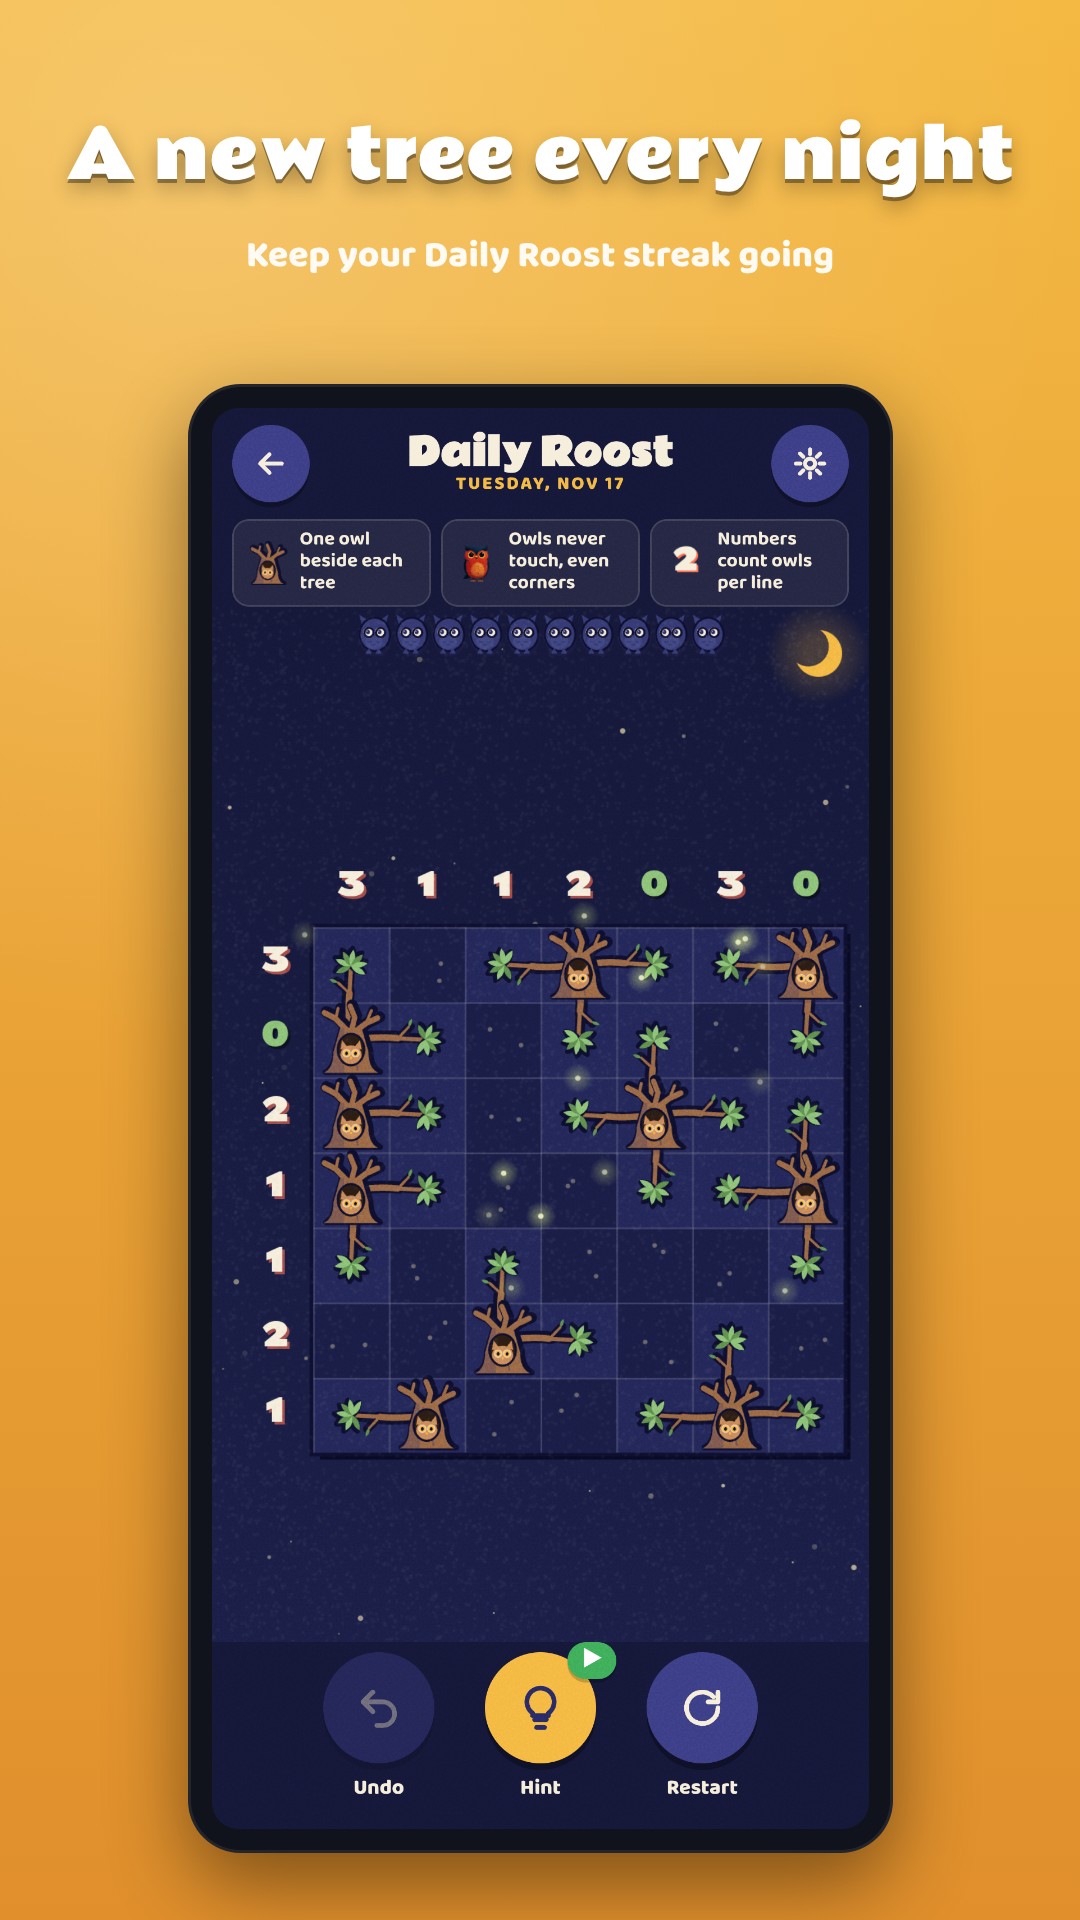 A new tree every night
Keep your Daily Roost streak going
Daily Roost
TUESDAY, NOV 17
One owl
beside each
tree
Owls never
touch, even
corners
2
Numbers
count owls
per line
3 1 1 2 0 3 0
3
0
2
1
1
2
1
Undo
Hint
Restart